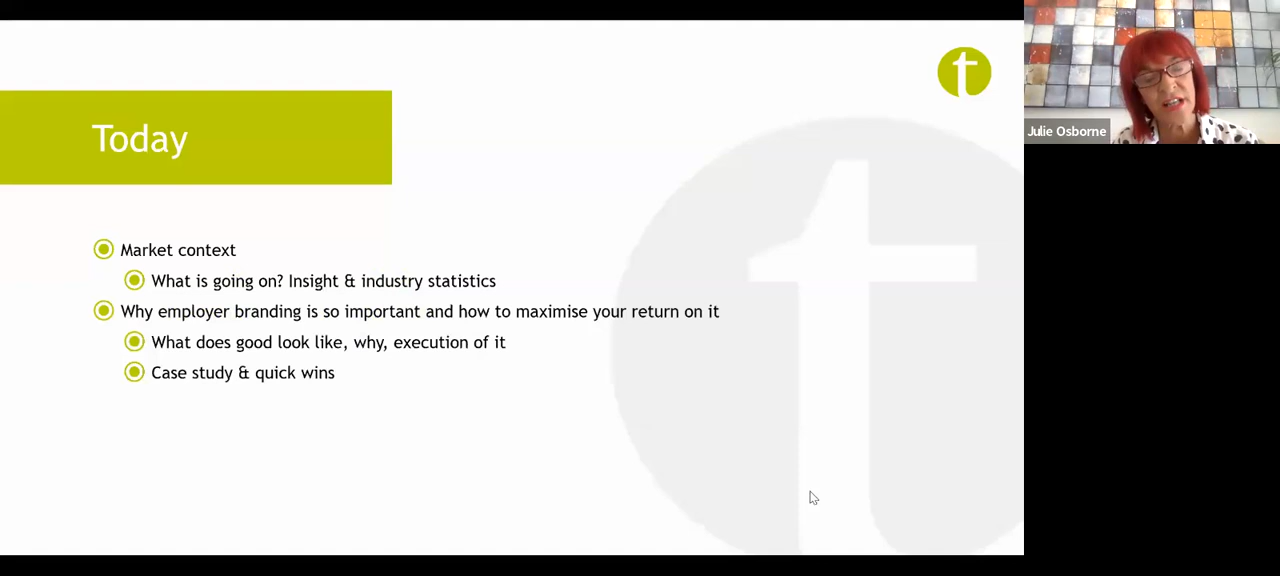 Today
Market context
What is going on? Insight & industry statistics
Why employer branding is so important and how to maximise your return on it
What does good look like, why, execution of it
Case study & quick wins
t
t
Julie Osborne